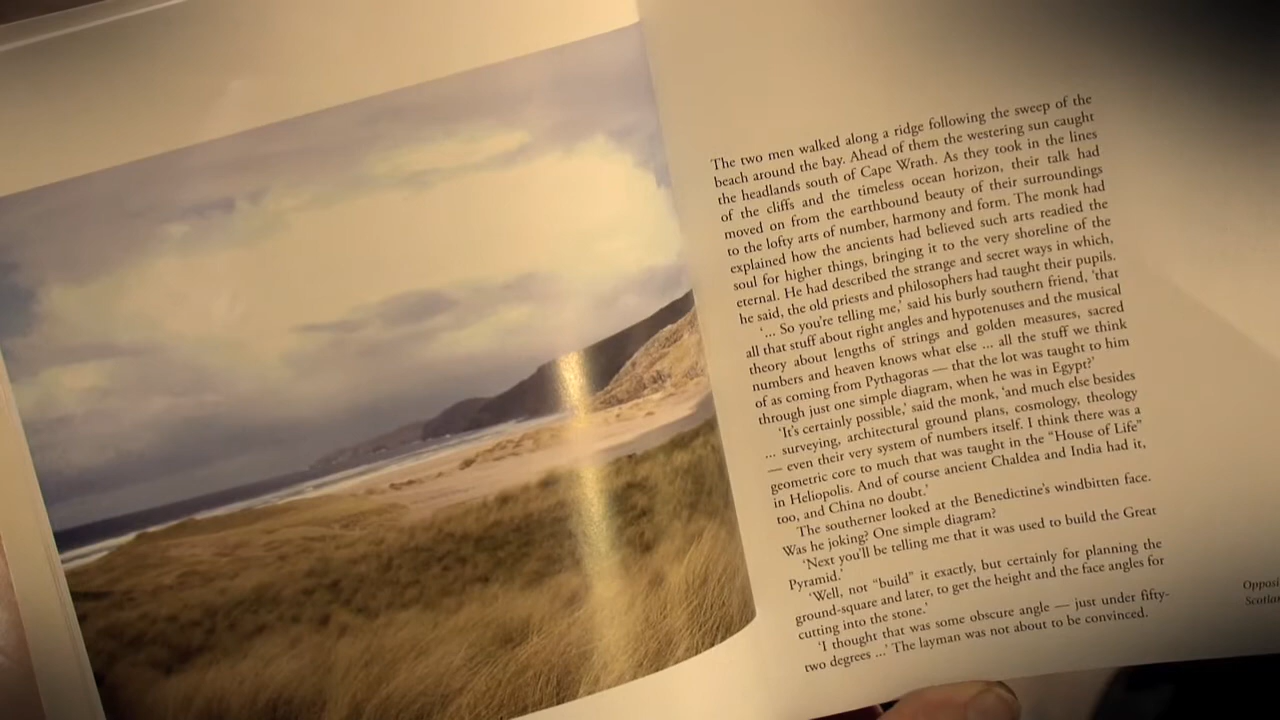 The two men walked along a ridge following the sweep of the
beach around the bay. Ahead of them the westering sun caught
the headlands south of Cape Wrath. As they took in the lines
of the cliffs and the timeless ocean horizon, their talk had
moved on from the earthbound beauty of their surroundings
to the lofty arts of number, harmony and form. The monk had
explained how the ancients had believed such arts readied the
soul for higher things, bringing it to the very shoreline of the
eternal. He had described the strange and secret ways in which,
he said, the old priests and philosophers had taught their pupils.
‘... So you’re telling me,’ said his burly southern friend, ‘that
all that stuff about right angles and hypotenuses and the musical
theory about lengths of strings and golden measures, sacred
numbers and heaven knows what else ... all the stuff we think
of as coming from Pythagoras — that the lot was taught to him
through just one simple diagram, when he was in Egypt?’
‘It’s certainly possible,’ said the monk, ‘and much else besides
... surveying, architectural ground plans, cosmology, theology
— even their very system of numbers itself. I think there was a
geometric core to much that was taught in the “House of Life”
in Heliopolis. And of course ancient Chaldea and India had it,
too, and China no doubt.’
The southerner looked at the Benedictine’s windbitten face.
Was he joking? One simple diagram?
‘Next you’ll be telling me that it was used to build the Great
Pyramid.’
‘Well, not “build” it exactly, but certainly for planning the
ground-square and later, to get the height and the face angles for
cutting into the stone.’
‘I thought that was some obscure angle — just under fifty-
two degrees ...’ The layman was not about to be convinced.